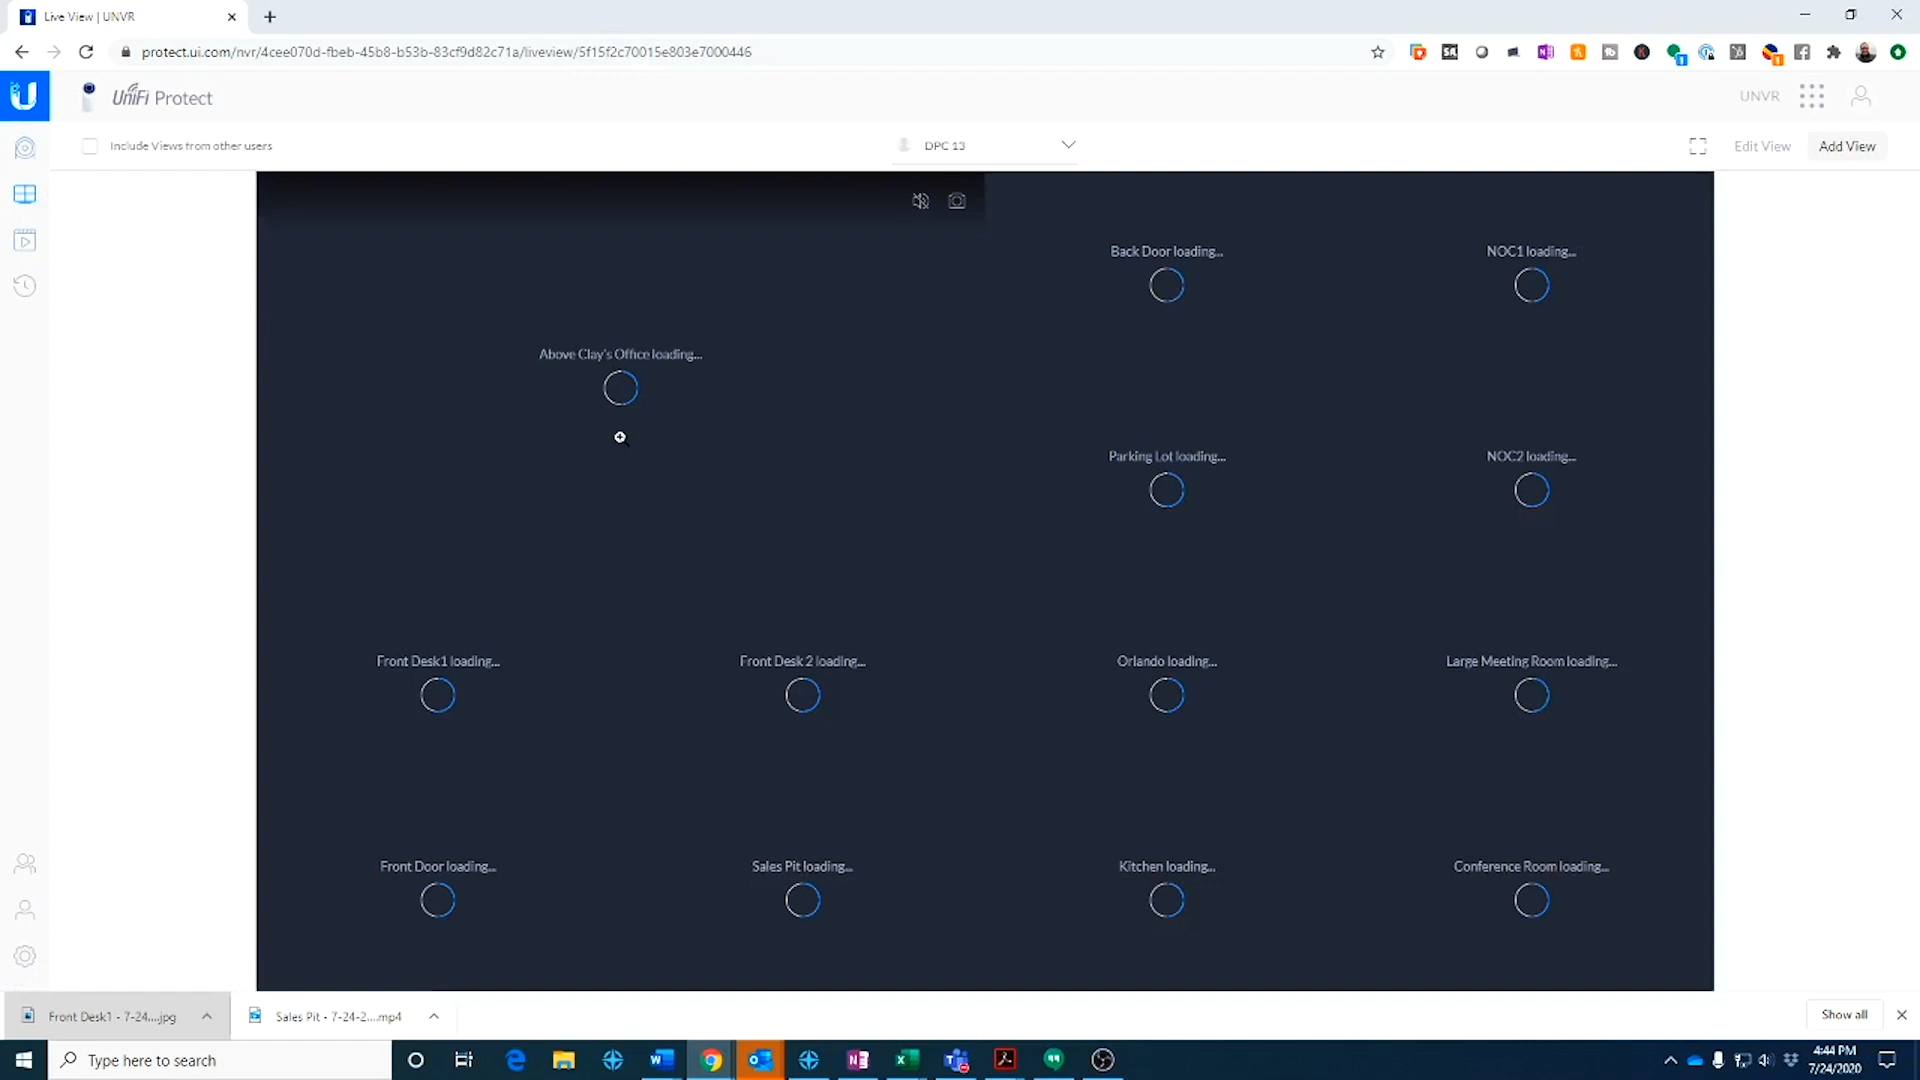 Live View | UNVR
protect.ui.com/nvr/4cee070d-fbeb-45b8-b53b-83cf9d82c71a/liveview/5f15f2c70015e803e7000446
UniFi Protect
UNVR
Include Views from other users
DPC 13
Edit View
Add View
Back Door loading...
NOC1 loading...
Above Clay's Office loading...
Parking Lot loading...
NOC2 loading...
Front Desk1 loading...
Front Desk 2 loading...
Orlando loading...
Large Meeting Room loading...
Front Door loading...
Sales Pit loading...
Kitchen loading...
Conference Room loading...
Front Desk1 - 7-24....jpg
Sales Pit - 7-24-2....mp4
Show all
Type here to search
4:44 PM
7/24/2020